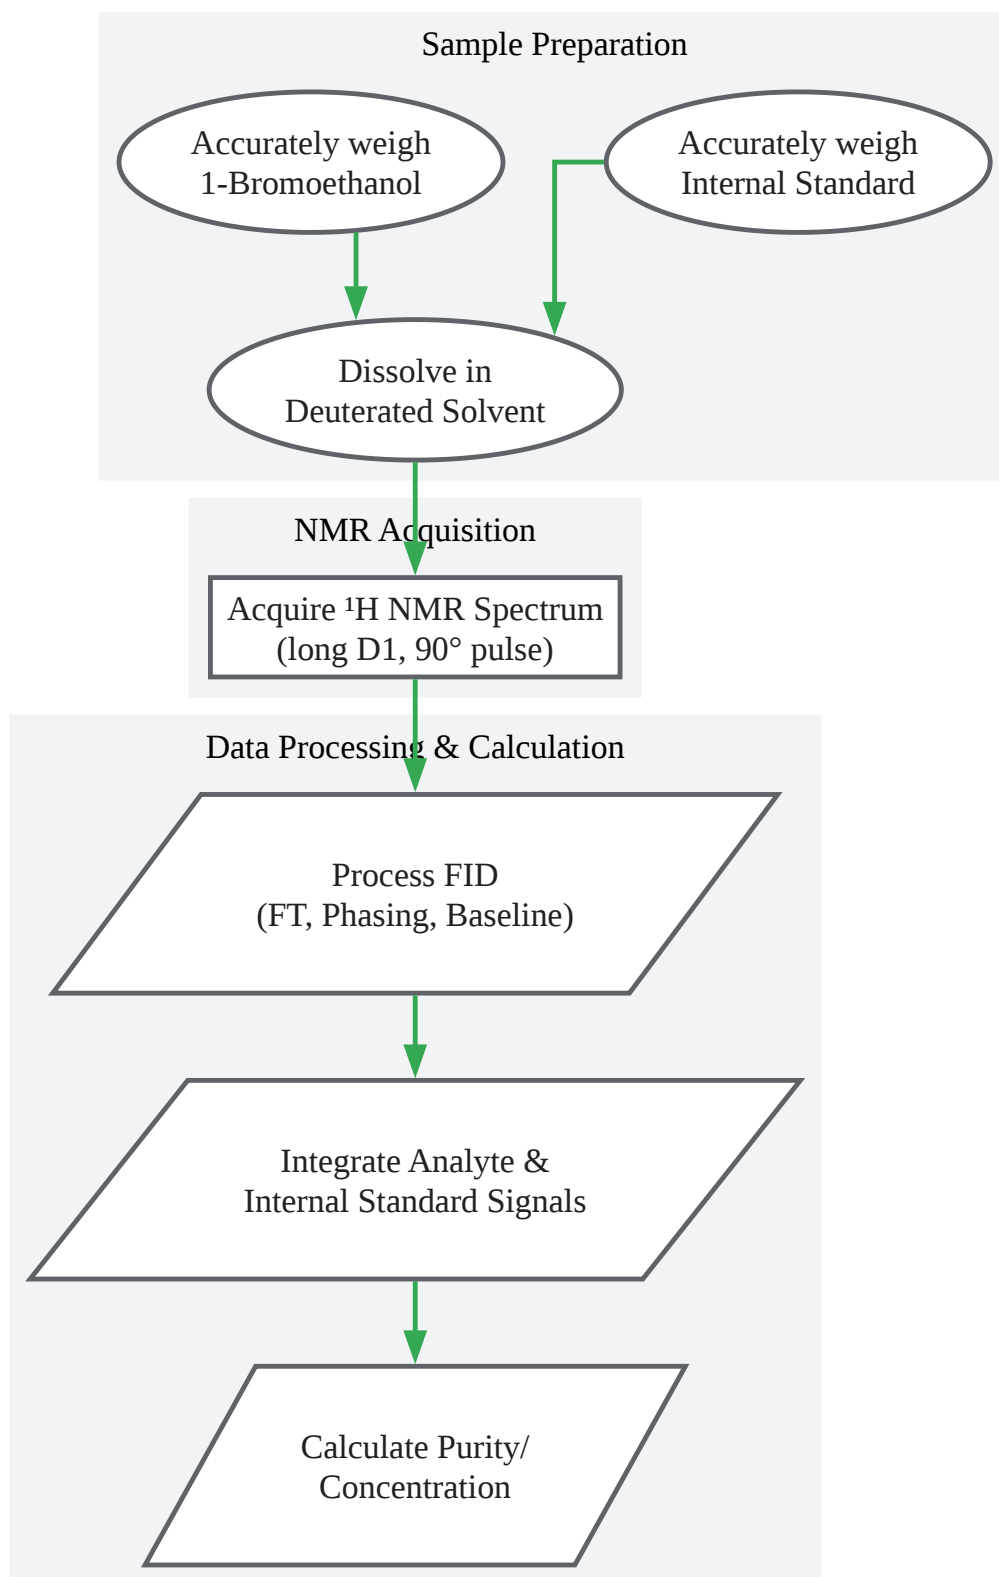 Sample Preparation
Accurately weigh
1-Bromoethanol
Accurately weigh
Internal Standard
Dissolve in
Deuterated Solvent
NMR Acquisition
Acquire ¹H NMR Spectrum
(long D1, 90° pulse)
Data Processing & Calculation
Process FID
(FT, Phasing, Baseline)
Integrate Analyte &
Internal Standard Signals
Calculate Purity/
Concentration